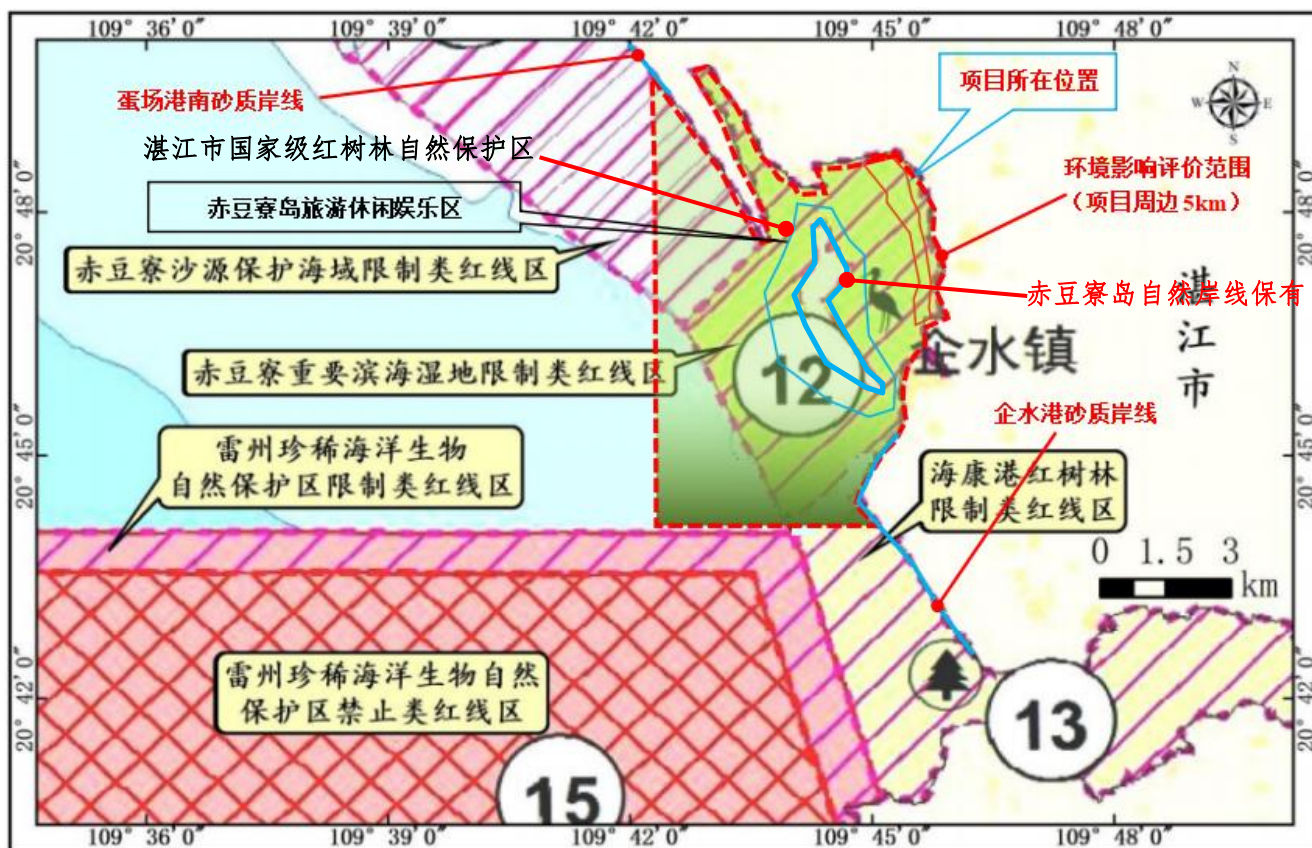 109° 36′ 0″
109° 39′ 0″
109° 42′ 0″
109° 45′ 0″
109° 48′ 0″
蛋场港南砂质岸线
项目所在位置
N
W
E
S
湛江市国家级红树林自然保护区
环境影响评价范围
（项目周边 5km）
赤豆寮岛旅游休闲娱乐区
20° 48′ 0″
20° 48′ 0″
赤豆寮沙源保护海域限制类红线区
赤豆寮岛自然岸线保有
湛江市
企水镇
赤豆寮重要滨海湿地限制类红线区
12
企水港砂质岸线
20° 45′ 0″
20° 45′ 0″
雷州珍稀海洋生物
自然保护区限制类红线区
海康港红树林
限制类红线区
0 1.5 3
km
雷州珍稀海洋生物自然
保护区禁止类红线区
20° 42′ 0″
20° 42′ 0″
13
15
109° 36′ 0″
109° 39′ 0″
109° 42′ 0″
109° 45′ 0″
109° 48′ 0″